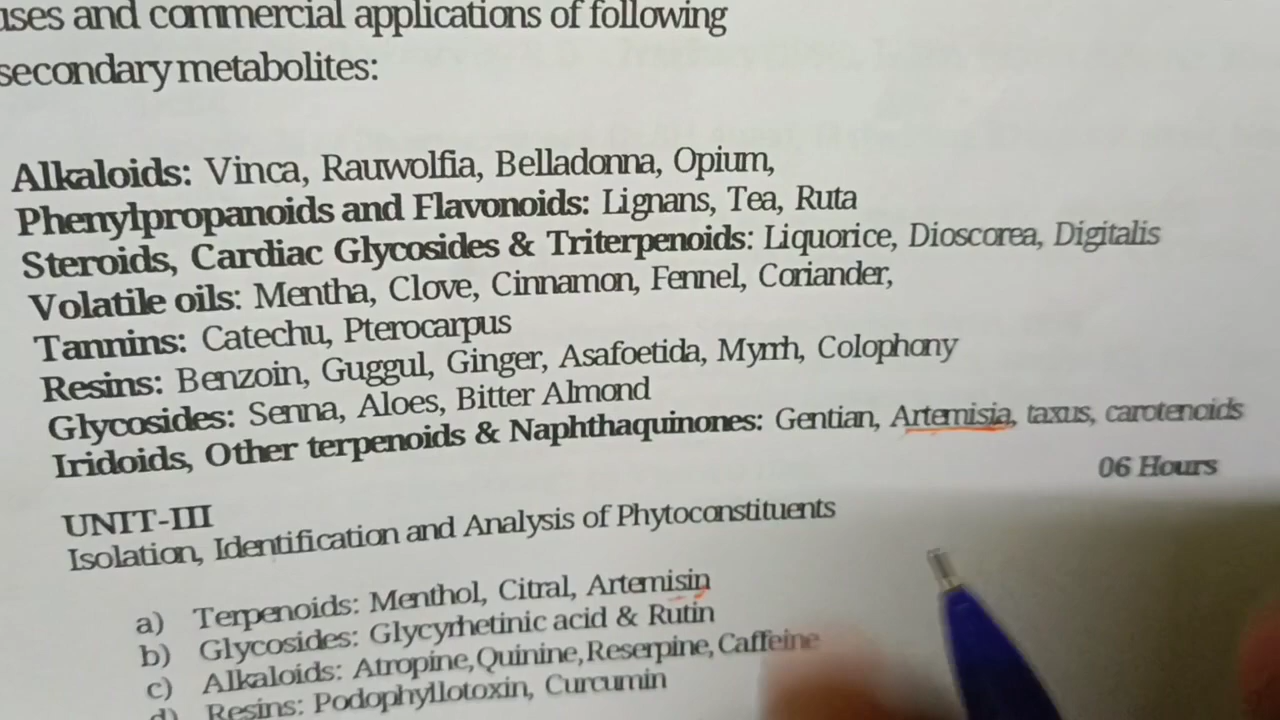 uses and commercial applications of following
secondary metabolites:
Alkaloids: Vinca, Rauwolfia, Belladonna, Opium,
Phenylpropanoids and Flavonoids: Lignans, Tea, Ruta
Steroids, Cardiac Glycosides & Triterpenoids: Liquorice, Dioscorea, Digitalis
Volatile oils: Mentha, Clove, Cinnamon, Fennel, Coriander,
Tannins: Catechu, Pterocarpus
Resins: Benzoin, Guggul, Ginger, Asafoetida, Myrrh, Colophony
Glycosides: Senna, Aloes, Bitter Almond
Iridoids, Other terpenoids & Naphthaquinones: Gentian, Artemisia, taxus, carotenoids
06 Hours
UNIT-III
Isolation, Identification and Analysis of Phytoconstituents
a) Terpenoids: Menthol, Citral, Artemisin
b) Glycosides: Glycyrhetinic acid & Rutin
c) Alkaloids: Atropine,Quinine,Reserpine,Caffeine
d) Resins: Podophyllotoxin, Curcumin